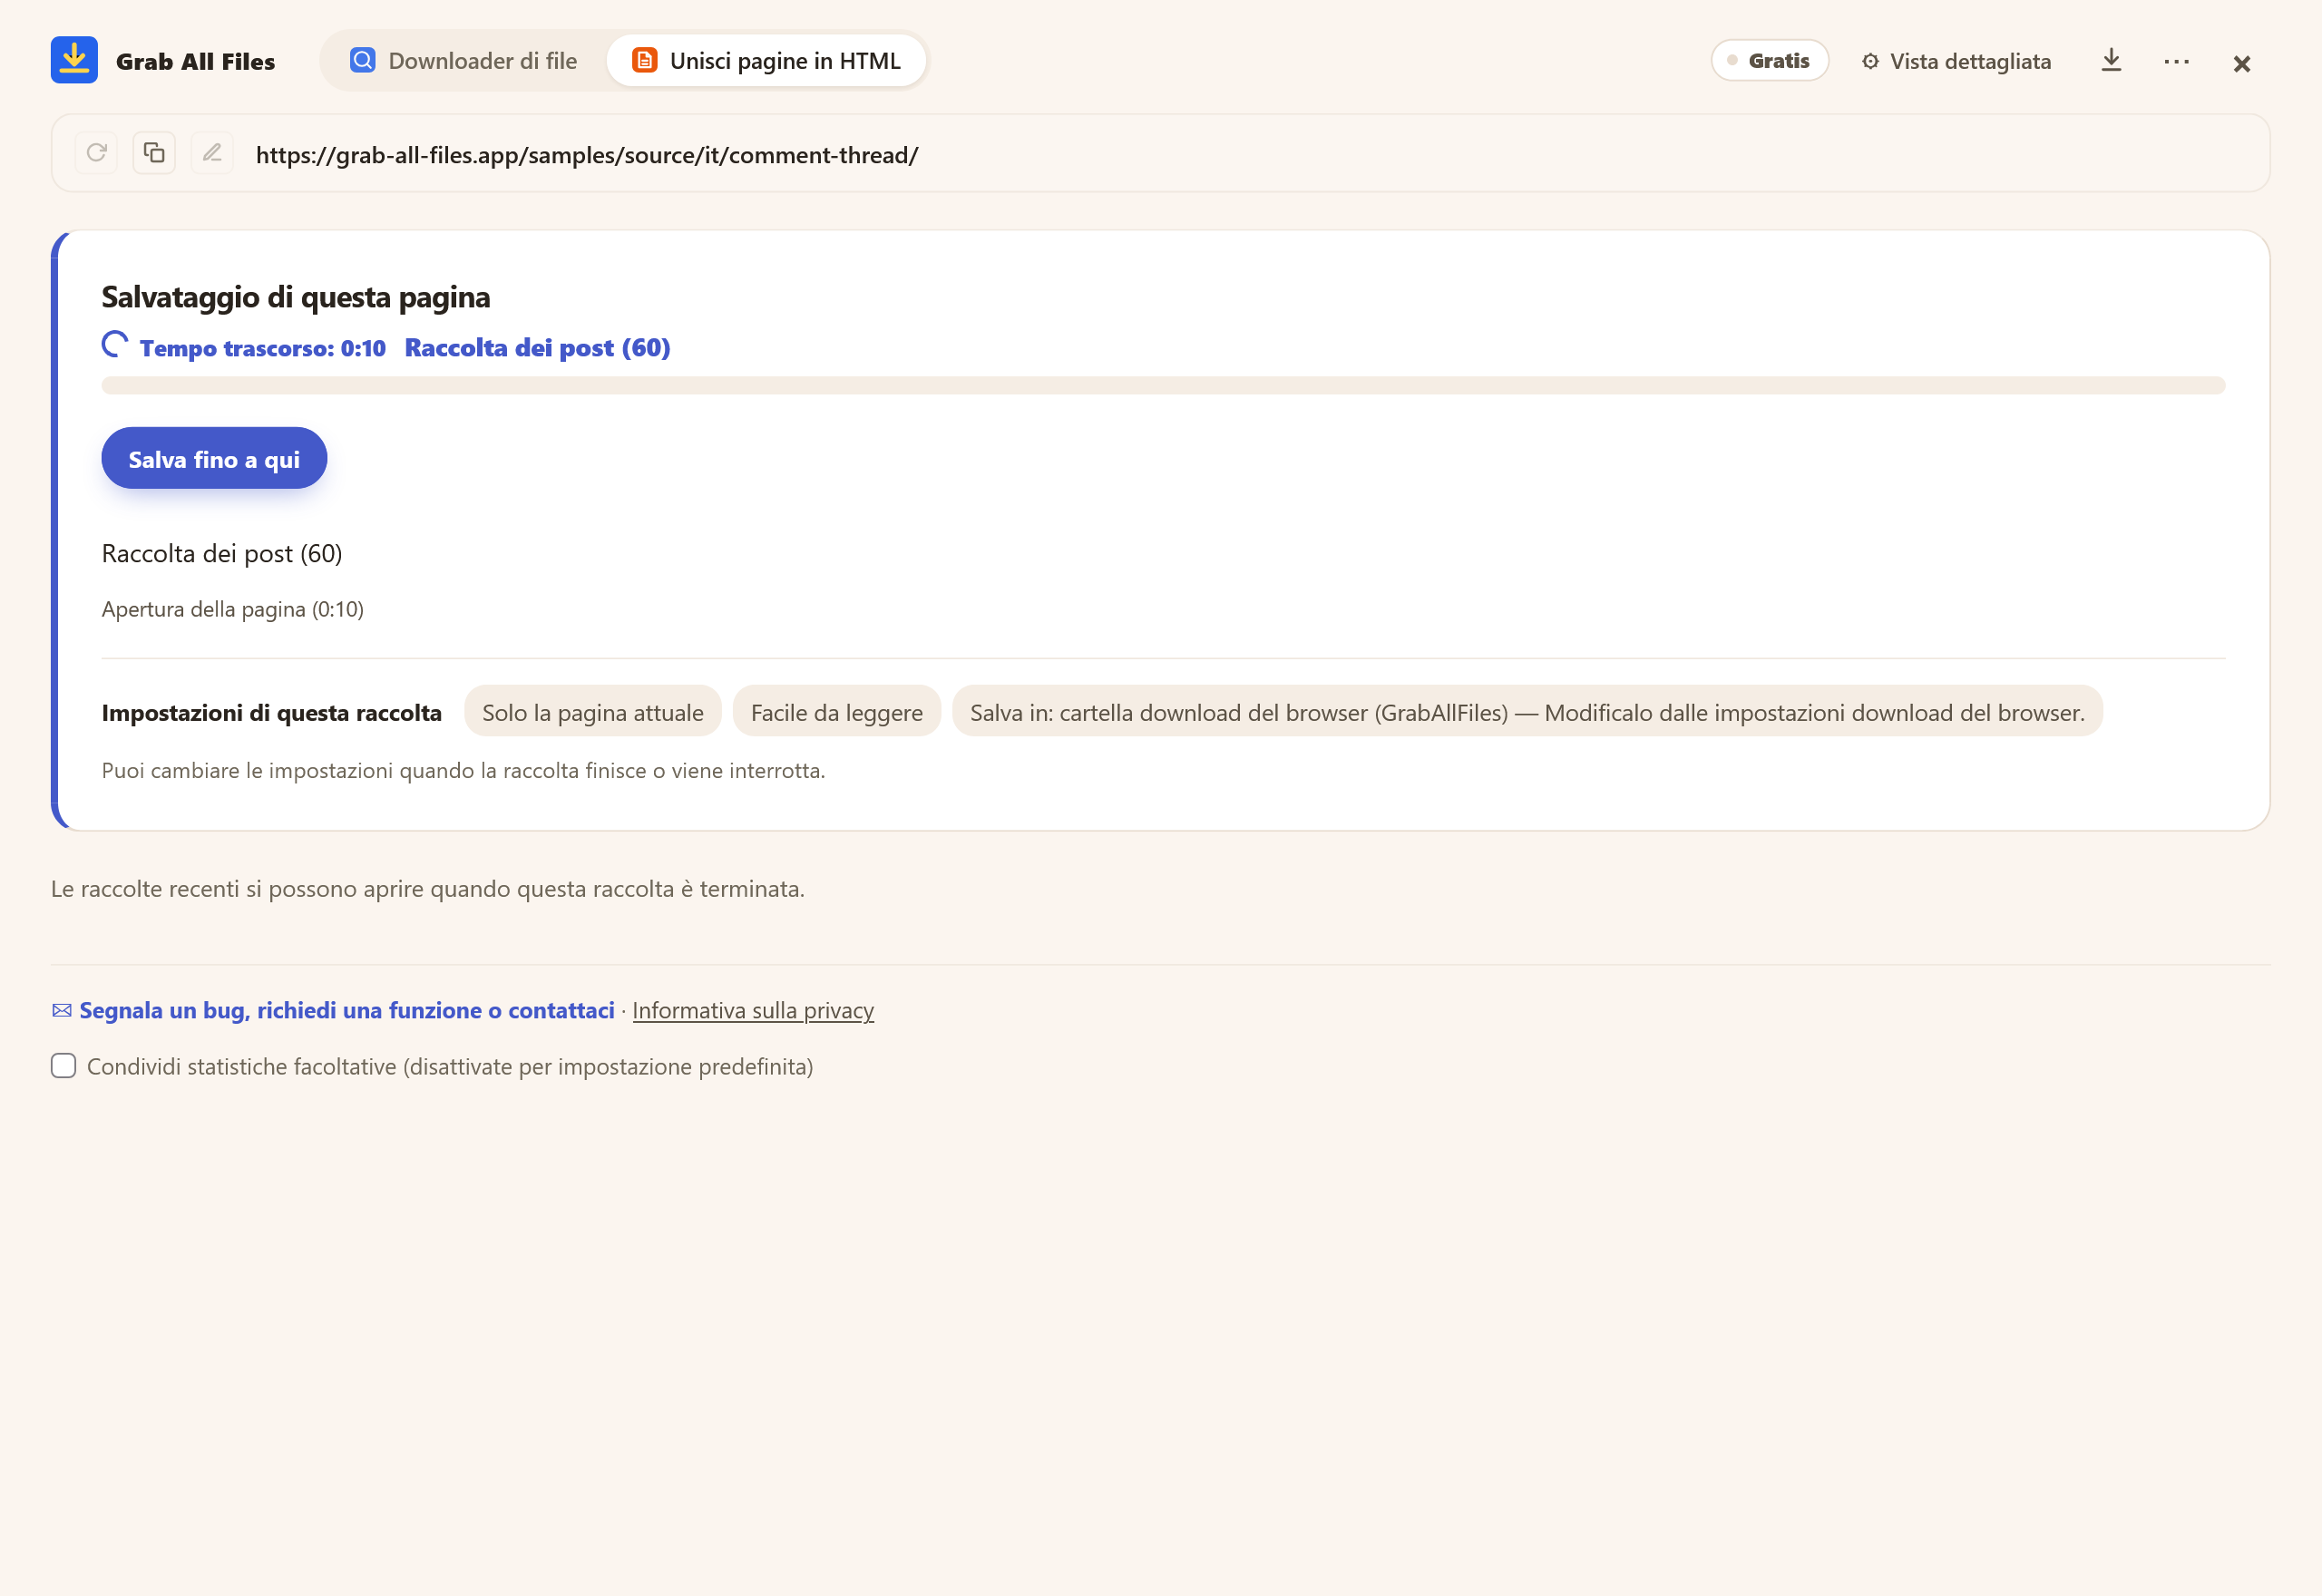 Grab All Files
Downloader di file
Unisci pagine in HTML
Gratis
Vista dettagliata
https://grab-all-files.app/samples/source/it/comment-thread/
Salvataggio di questa pagina
Tempo trascorso: 0:10 Raccolta dei post (60)
Salva fino a qui
Raccolta dei post (60)
Apertura della pagina (0:10)
Impostazioni di questa raccolta Solo la pagina attuale Facile da leggere Salva in: cartella download del browser (GrabAllFiles) — Modificalo dalle impostazioni download del browser.
Puoi cambiare le impostazioni quando la raccolta finisce o viene interrotta.
Le raccolte recenti si possono aprire quando questa raccolta è terminata.
Segnala un bug, richiedi una funzione o contattaci · Informativa sulla privacy
Condividi statistiche facoltative (disattivate per impostazione predefinita)